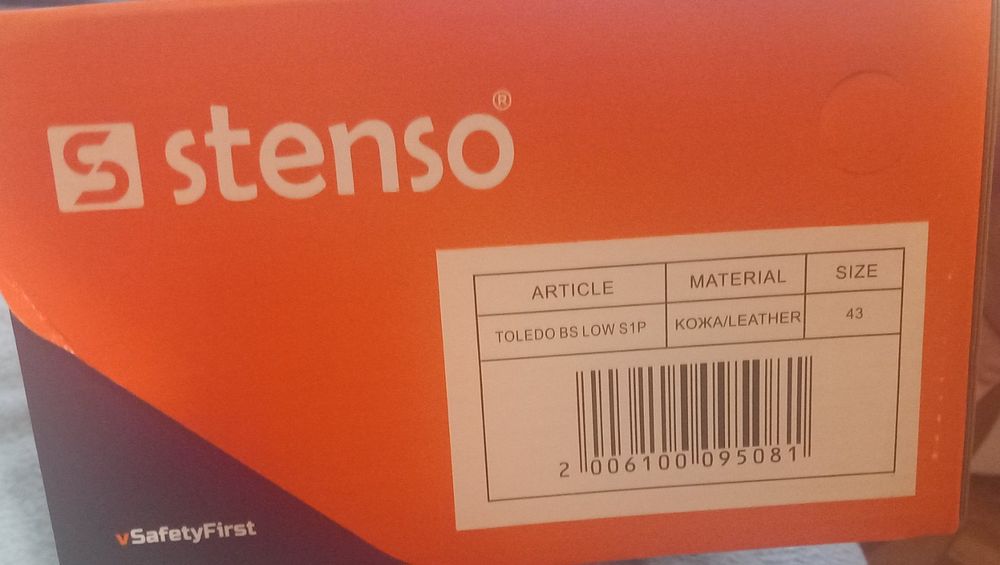 stenso®
ARTICLE MATERIAL SIZE
TOLEDO BS LOW S1P КОЖА/LEATHER 43
2 006100 095081
vSafetyFirst